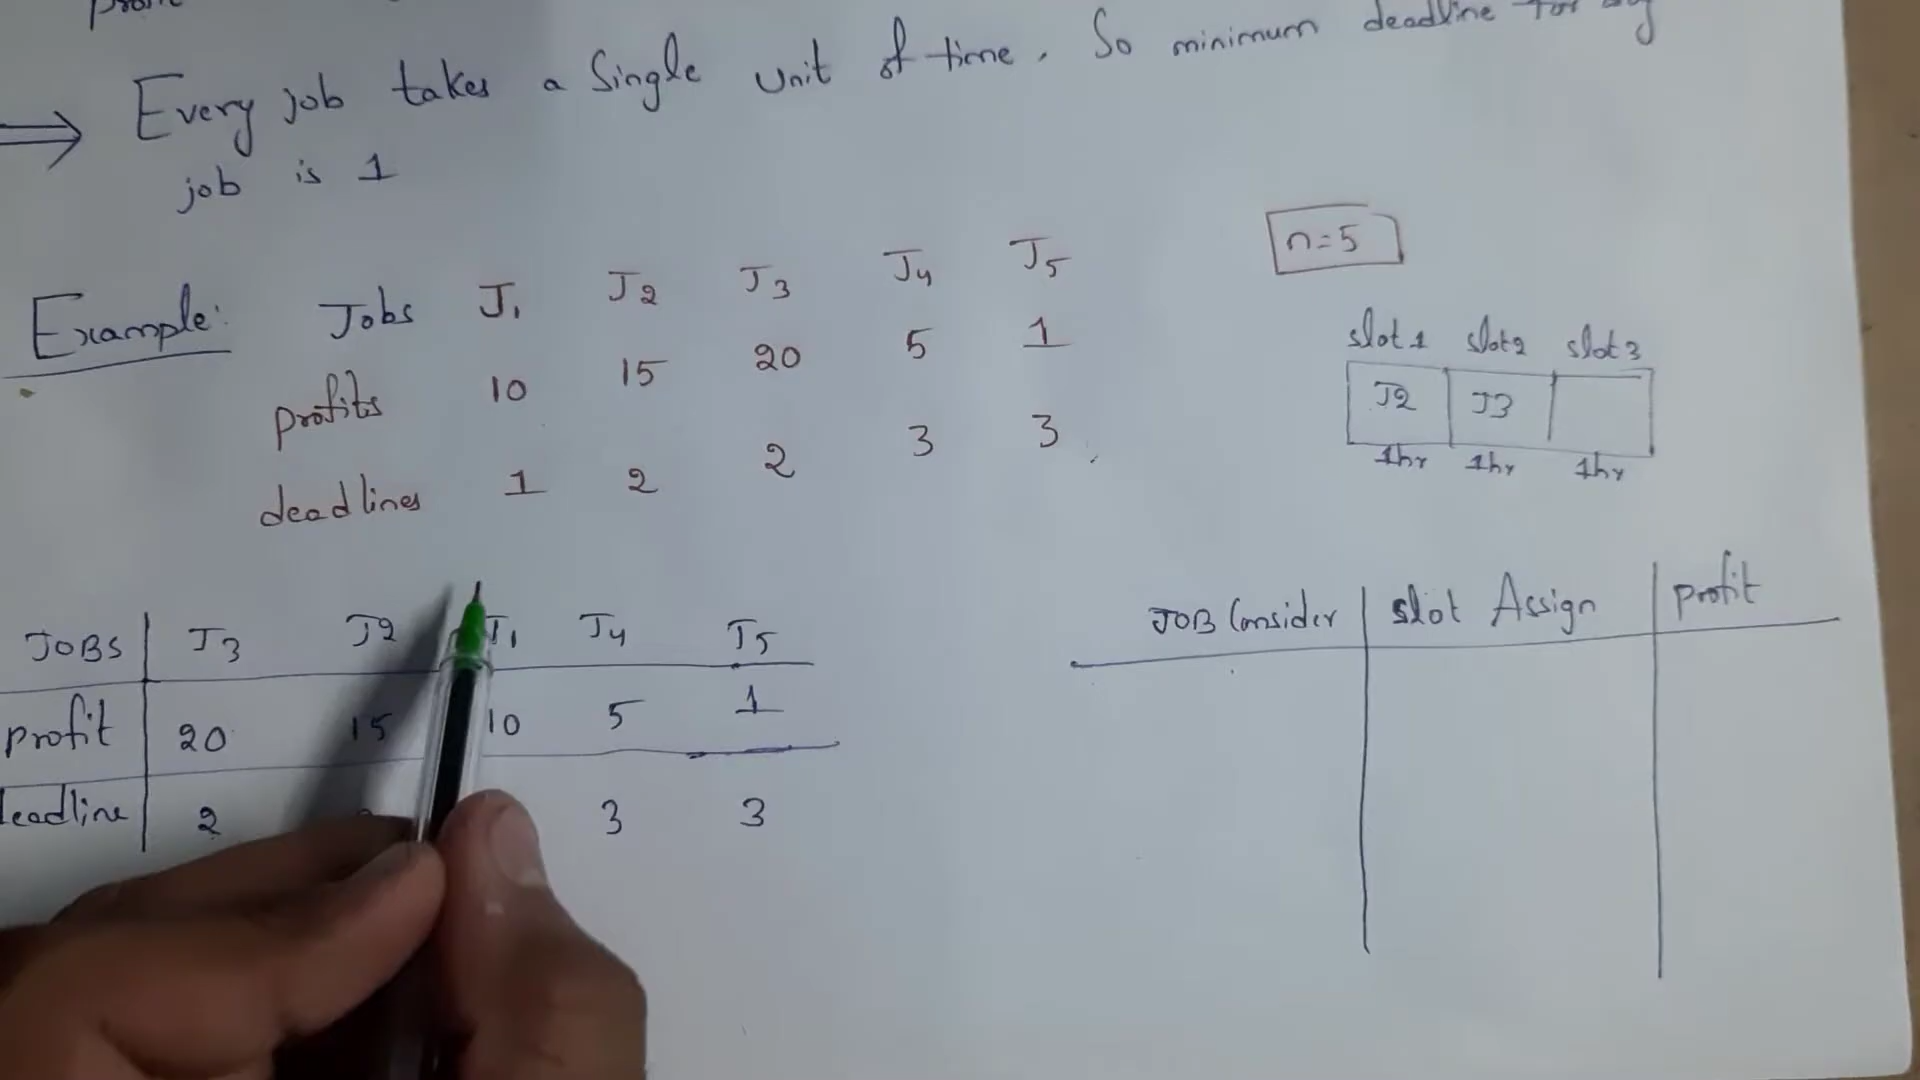 Every job takes a Single Unit of time. So minimum deadline for any
job is 1
n=5
Example: Jobs J1 J2 J3 J4 J5
profits 10 15 20 5 1
deadlines 1 2 2 3 3
slot1 slot2 slot3
J2 J3
1hr 1hr 1hr
JOBS J3 J2 J1 J4 J5
profit 20 15 10 5 1
deadline 2 3 3
JOB Consider slot Assign profit